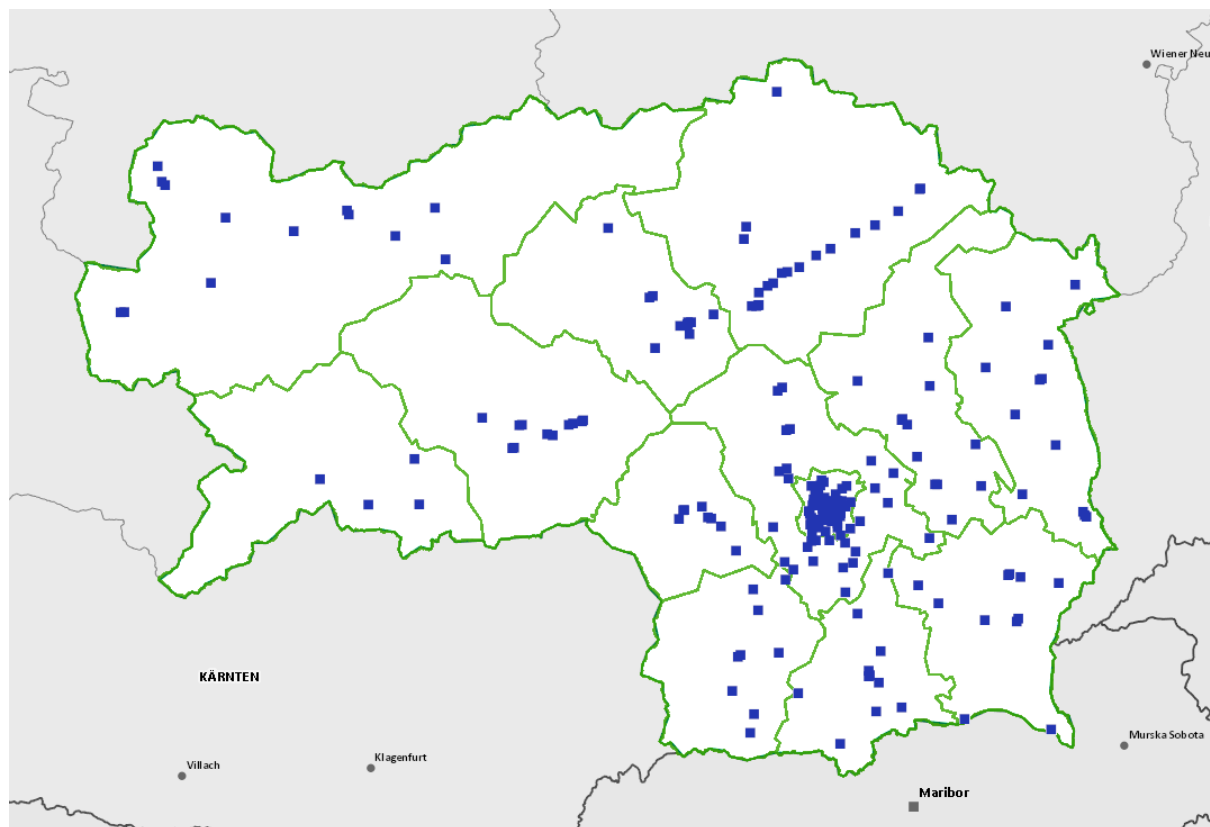 Wiener Neu
KÄRNTEN
Murska Sobota
Klagenfurt
Villach
Maribor